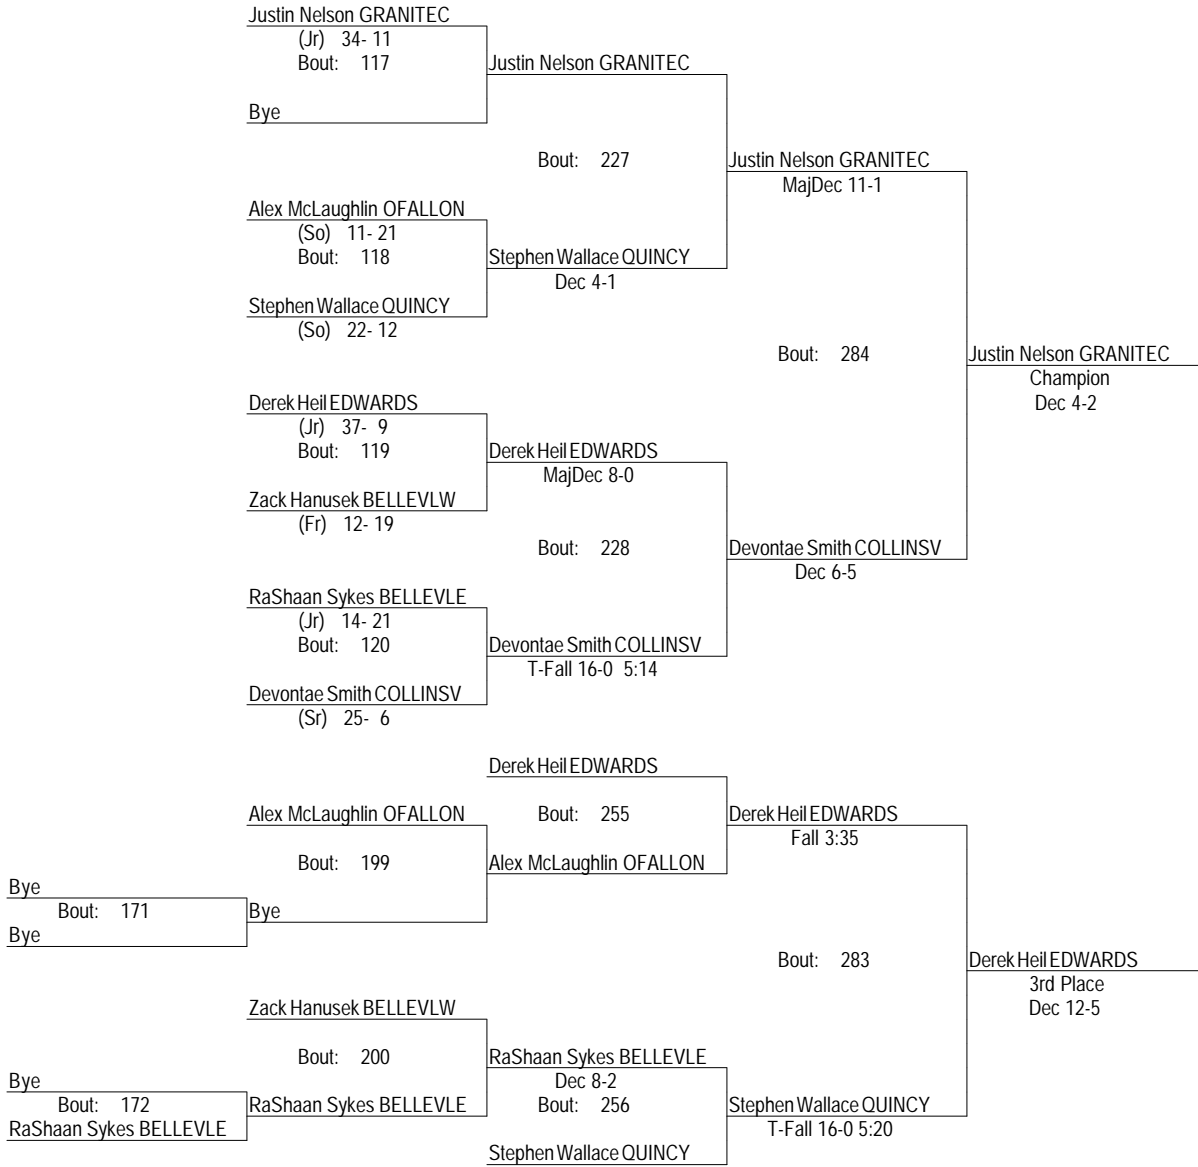 Justin Nelson GRANITEC
(Jr) 34- 11
Bout: 117
Justin Nelson GRANITEC
Bye
Bout: 227
Justin Nelson GRANITEC
MajDec 11-1
Alex McLaughlin OFALLON
(So) 11- 21
Bout: 118
Stephen Wallace QUINCY
Dec 4-1
Stephen Wallace QUINCY
(So) 22- 12
Bout: 284
Justin Nelson GRANITEC
Champion
Dec 4-2
Derek Heil EDWARDS
(Jr) 37- 9
Bout: 119
Derek Heil EDWARDS
MajDec 8-0
Zack Hanusek BELLEVLW
(Fr) 12- 19
Bout: 228
Devontae Smith COLLINSV
Dec 6-5
RaShaan Sykes BELLEVLE
(Jr) 14- 21
Bout: 120
Devontae Smith COLLINSV
T-Fall 16-0 5:14
Devontae Smith COLLINSV
(Sr) 25- 6
Derek Heil EDWARDS
Alex McLaughlin OFALLON
Bout: 255
Derek Heil EDWARDS
Fall 3:35
Bout: 199
Alex McLaughlin OFALLON
Bye
Bout: 171
Bye
Bye
Bout: 283
Derek Heil EDWARDS
3rd Place
Dec 12-5
Zack Hanusek BELLEVLW
Bout: 200
RaShaan Sykes BELLEVLE
Dec 8-2
Bye
Bout: 172
RaShaan Sykes BELLEVLE
Bout: 256
Stephen Wallace QUINCY
T-Fall 16-0 5:20
RaShaan Sykes BELLEVLE
Stephen Wallace QUINCY